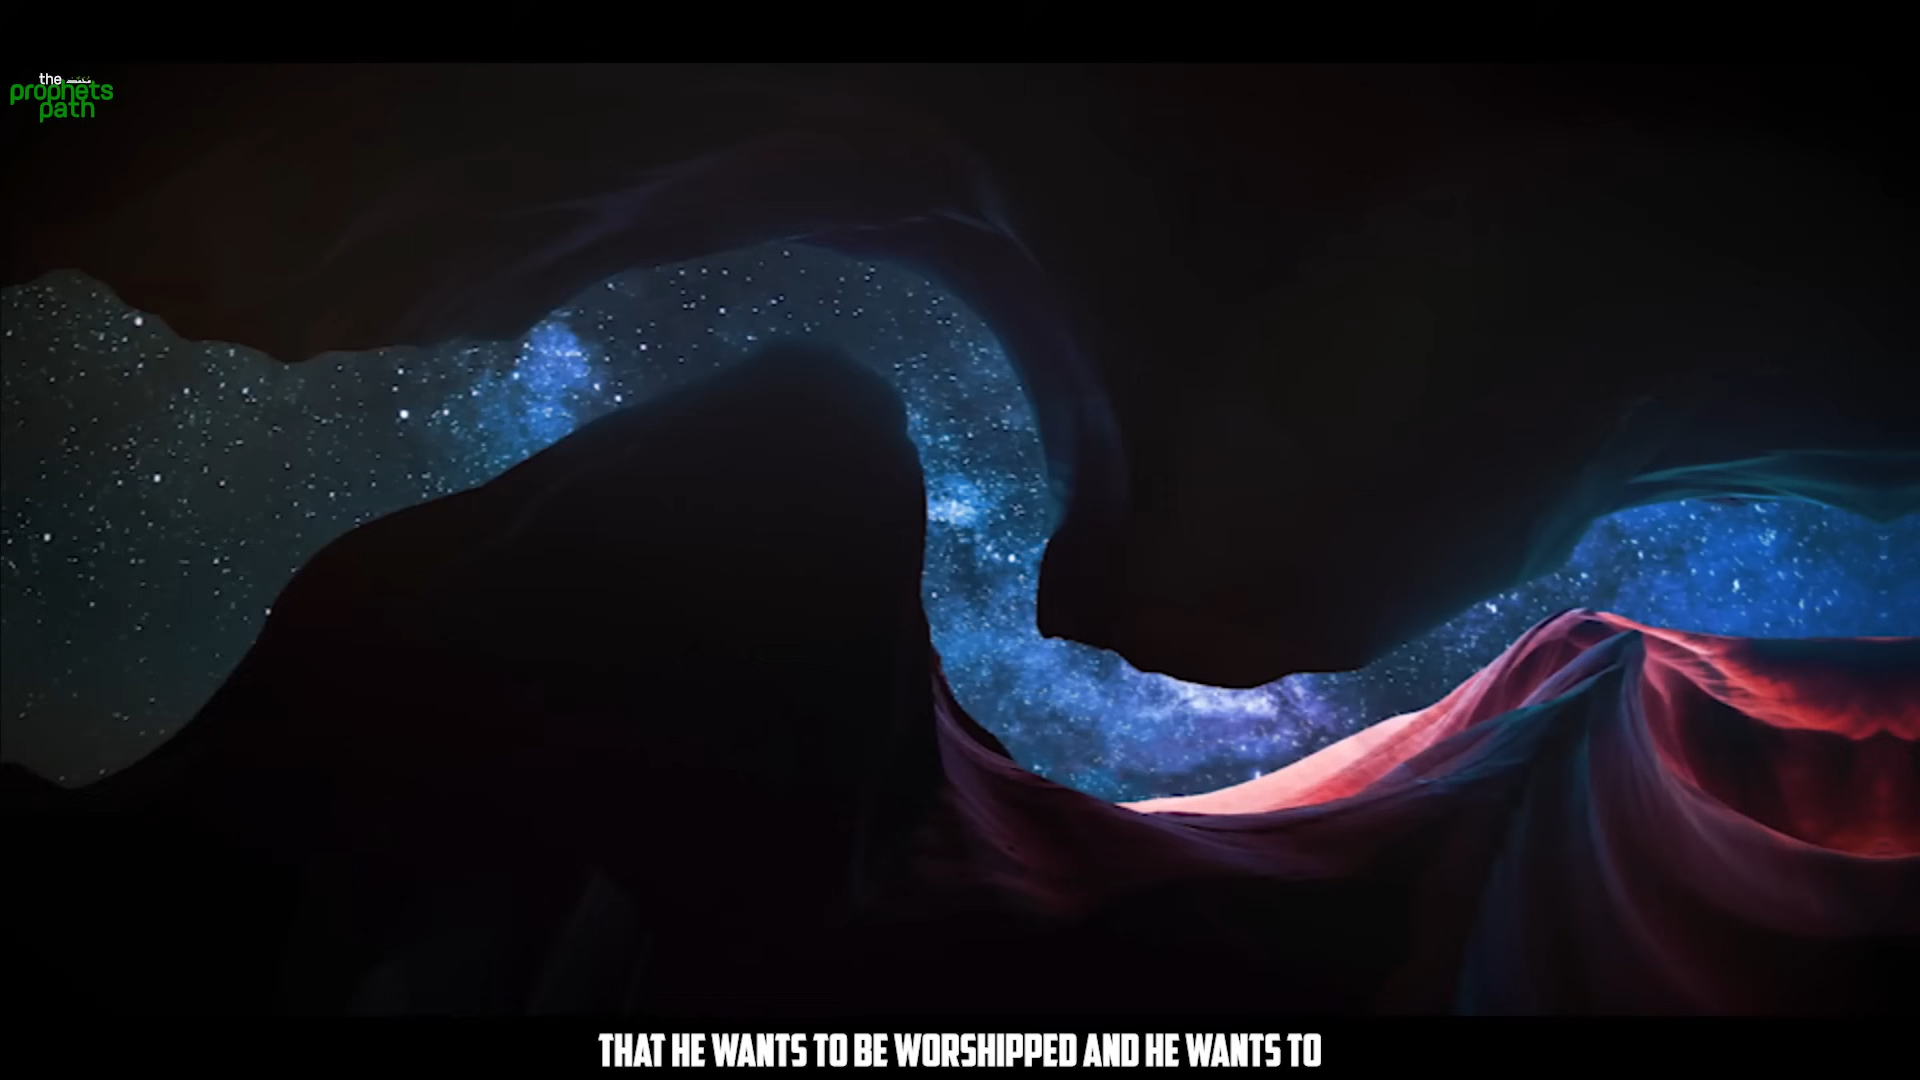 the
prophets
path
THAT HE WANTS TO BE WORSHIPPED AND HE WANTS TO